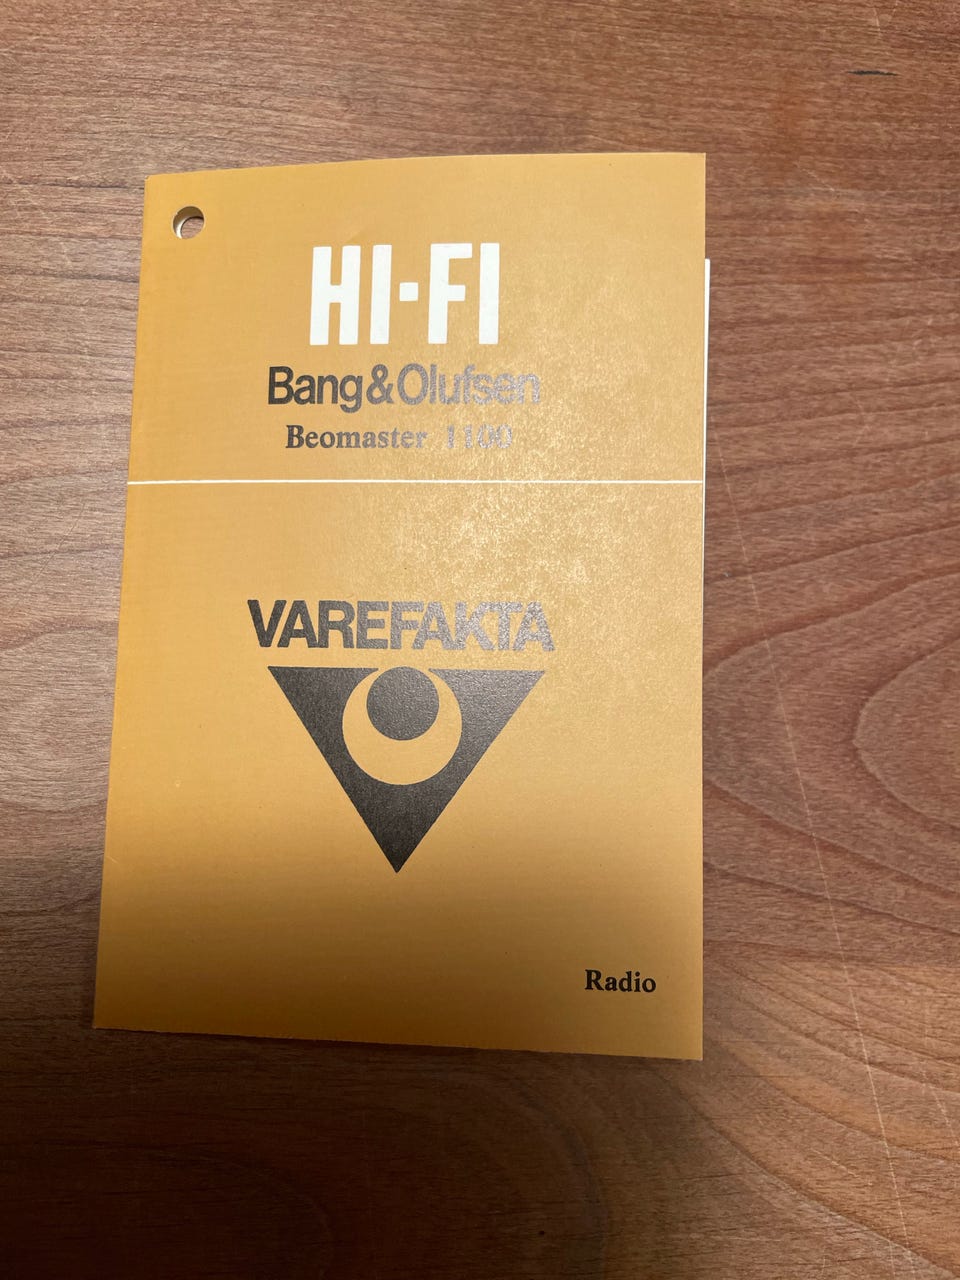 HI-FI
Bang&Olufsen
Beomaster 1100
VAREFAKTA
Radio